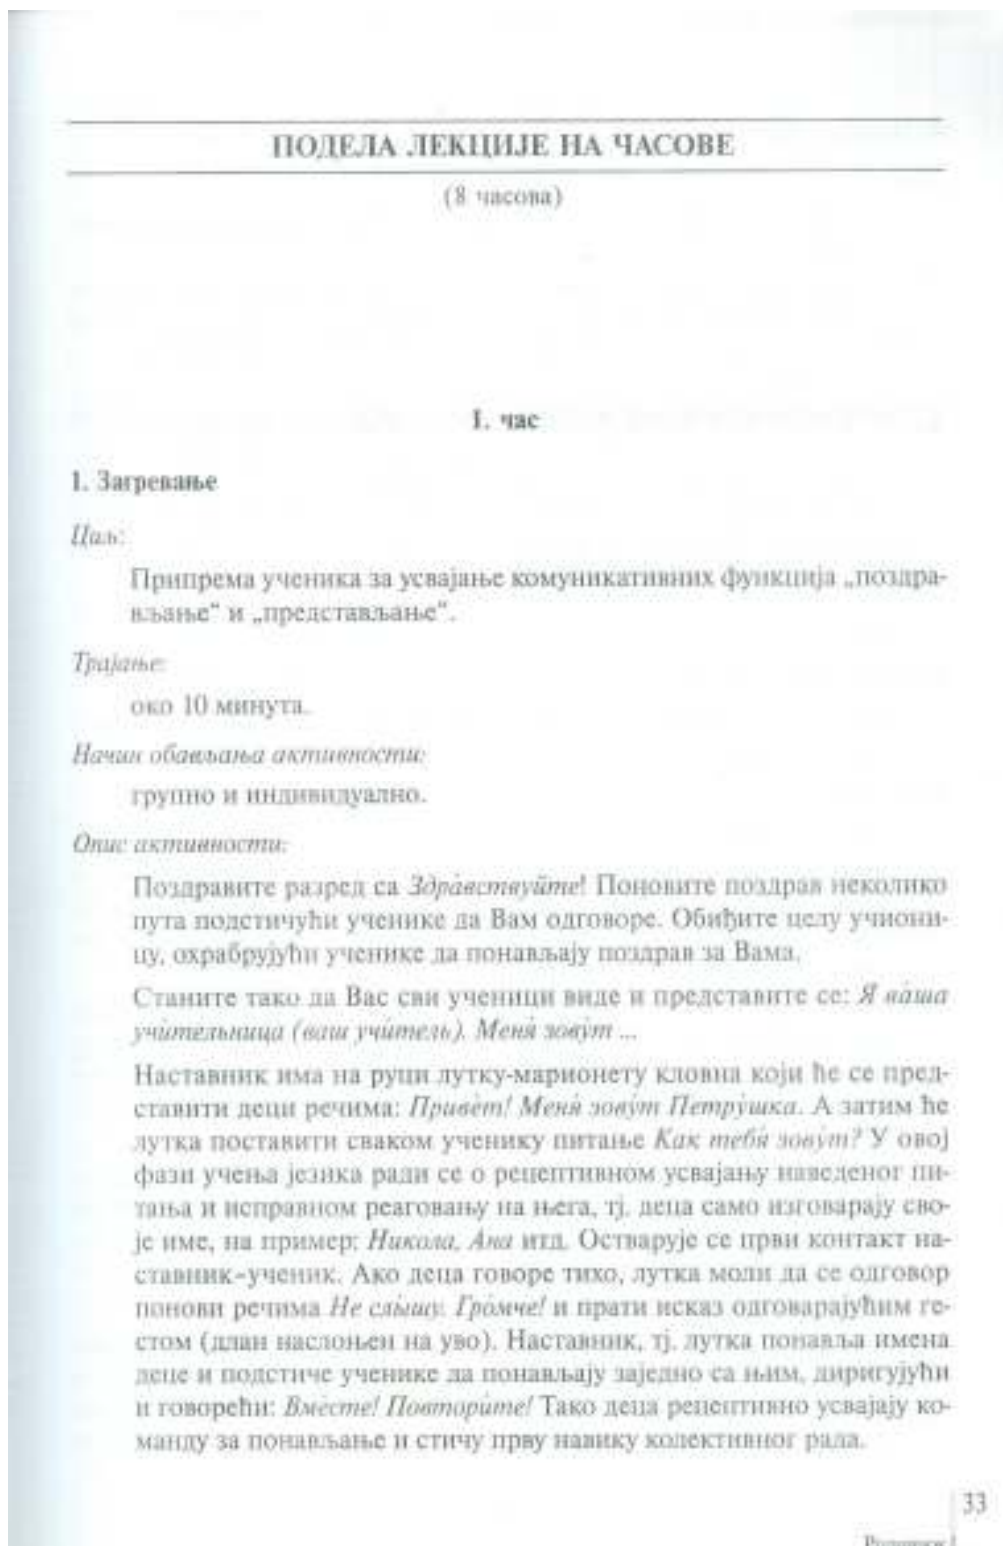 ПОДЕЛА ЛЕКЦИЈЕ НА ЧАСОВЕ
(8 часова)
1. час
1. Загревање
Циљ:
Припрема ученика за усвајање комуникативних функција „поздра-
вљање“ и „представљање“.
Трајање:
око 10 минута.
Начин обављања активности:
групно и индивидуално.
Опис активности:
Поздравите разред са Здра́вствуйте! Поновите поздрав неколико
пута подстичући ученике да Вам одговоре. Обиђите целу учиони-
цу, охрабрујући ученике да понављају поздрав за Вама.
Станите тако да Вас сви ученици виде и представите се: Я ва́ша
учи́тельница (ваш учи́тель). Меня́ зову́т ...
Наставник има на руци лутку-марионету кловна који ће се пред-
ставити деци речима: Приве́т! Меня́ зову́т Петру́шка. А затим ће
лутка поставити сваком ученику питање Как тебя́ зову́т? У овој
фази учења језика ради се о рецептивном усвајању наведеног пи-
тања и исправном реаговању на њега, тј. деца само изговарају сво-
је име, на пример: Никола, Ана итд. Остварује се први контакт на-
ставник-ученик. Ако деца говоре тихо, лутка моли да се одговор
понови речима Не слы́шу. Гро́мче! и прати исказ одговарајућим ге-
стом (длан наслоњен на уво). Наставник, тј. лутка понавља имена
деце и подстиче ученике да понављају заједно са њим, диригујући
и говорећи: Вме́сте! Повтори́те! Тако деца рецептивно усвајају ко-
манду за понављање и стичу прву навику колективног рада.
33